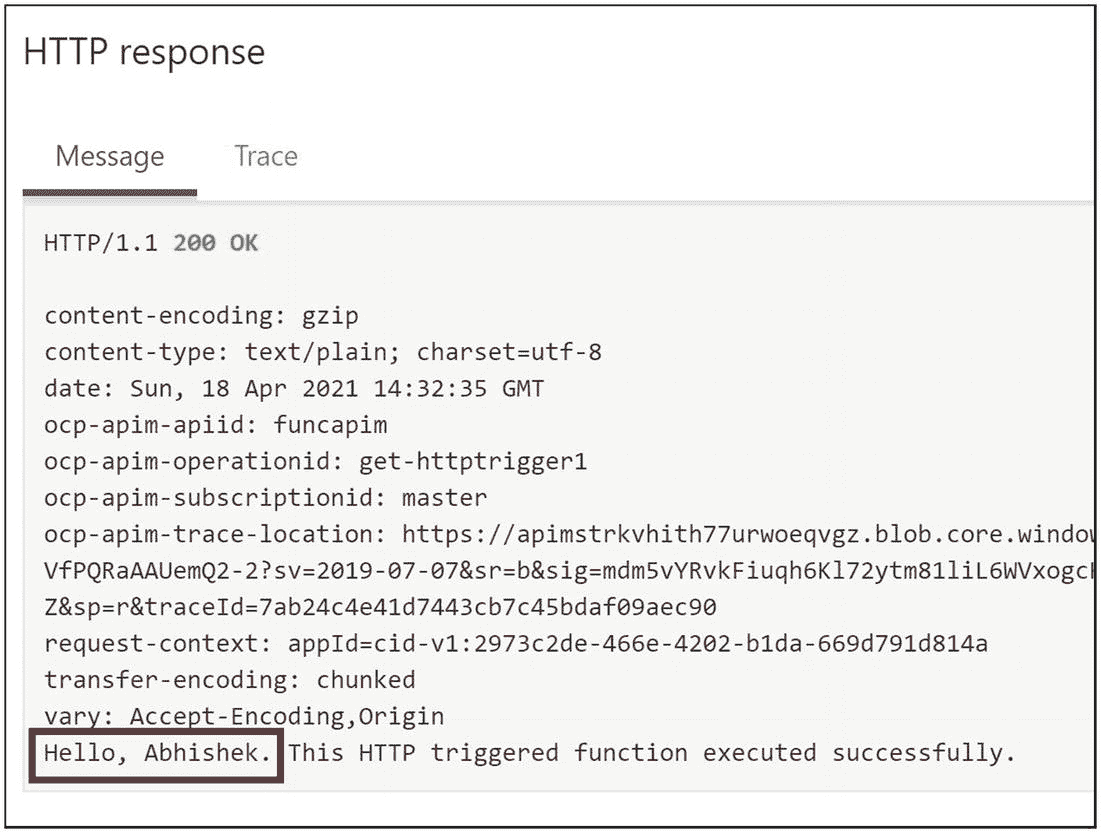 HTTP response
Message Trace
HTTP/1.1 200 OK
content-encoding: gzip
content-type: text/plain; charset=utf-8
date: Sun, 18 Apr 2021 14:32:35 GMT
ocp-apim-apiid: funcapim
ocp-apim-operationid: get-httptrigger1
ocp-apim-subscriptionid: master
ocp-apim-trace-location: https://apimstrkvhith77urwoeqvgz.blob.core.window
VfPQRaAAUemQ2-2?sv=2019-07-07&sr=b&sig=mdm5vYRvkFiuqh6Kl72ytm81liL6WVxogc
Z&sp=r&traceId=7ab24c4e41d7443cb7c45bdaf09aec90
request-context: appId=cid-v1:2973c2de-466e-4202-b1da-669d791d814a
transfer-encoding: chunked
vary: Accept-Encoding,Origin
Hello, Abhishek. This HTTP triggered function executed successfully.